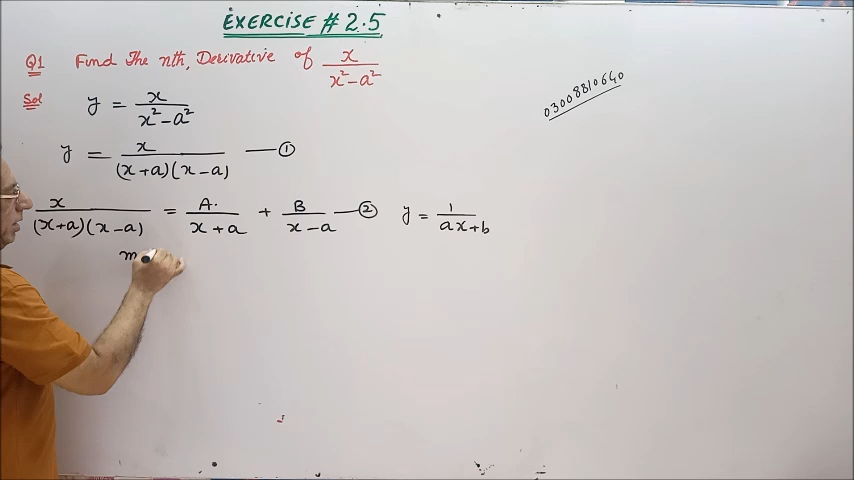 EXERCISE # 2.5
Q1 Find the nth, Derivative of x / x² - a²
Sol y = x / x² - a²
03008810640
y = x / (x+a)(x-a) — ①
x / (x+a)(x-a) = A. / x + a + B / x - a — ② y = 1 / ax+b
m